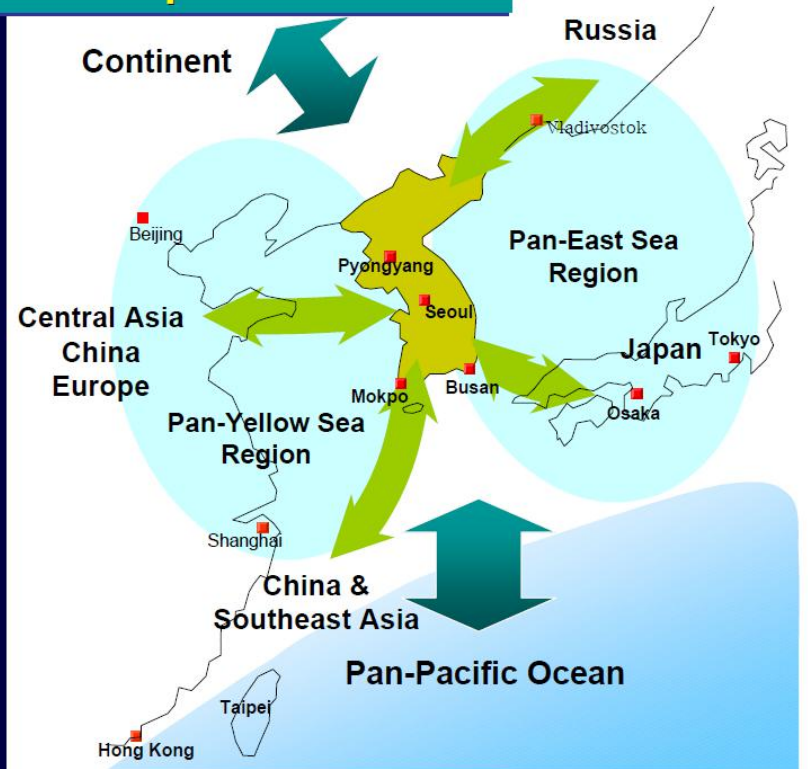 Russia
Continent
Vladivostok
Beijing
Pan-East Sea
Region
Pyongyang
Seoul
Central Asia
China
Europe
Japan
Tokyo
Mokpo
Busan
Osaka
Pan-Yellow Sea
Region
Shanghai
China &
Southeast Asia
Pan-Pacific Ocean
Taipei
Hong Kong